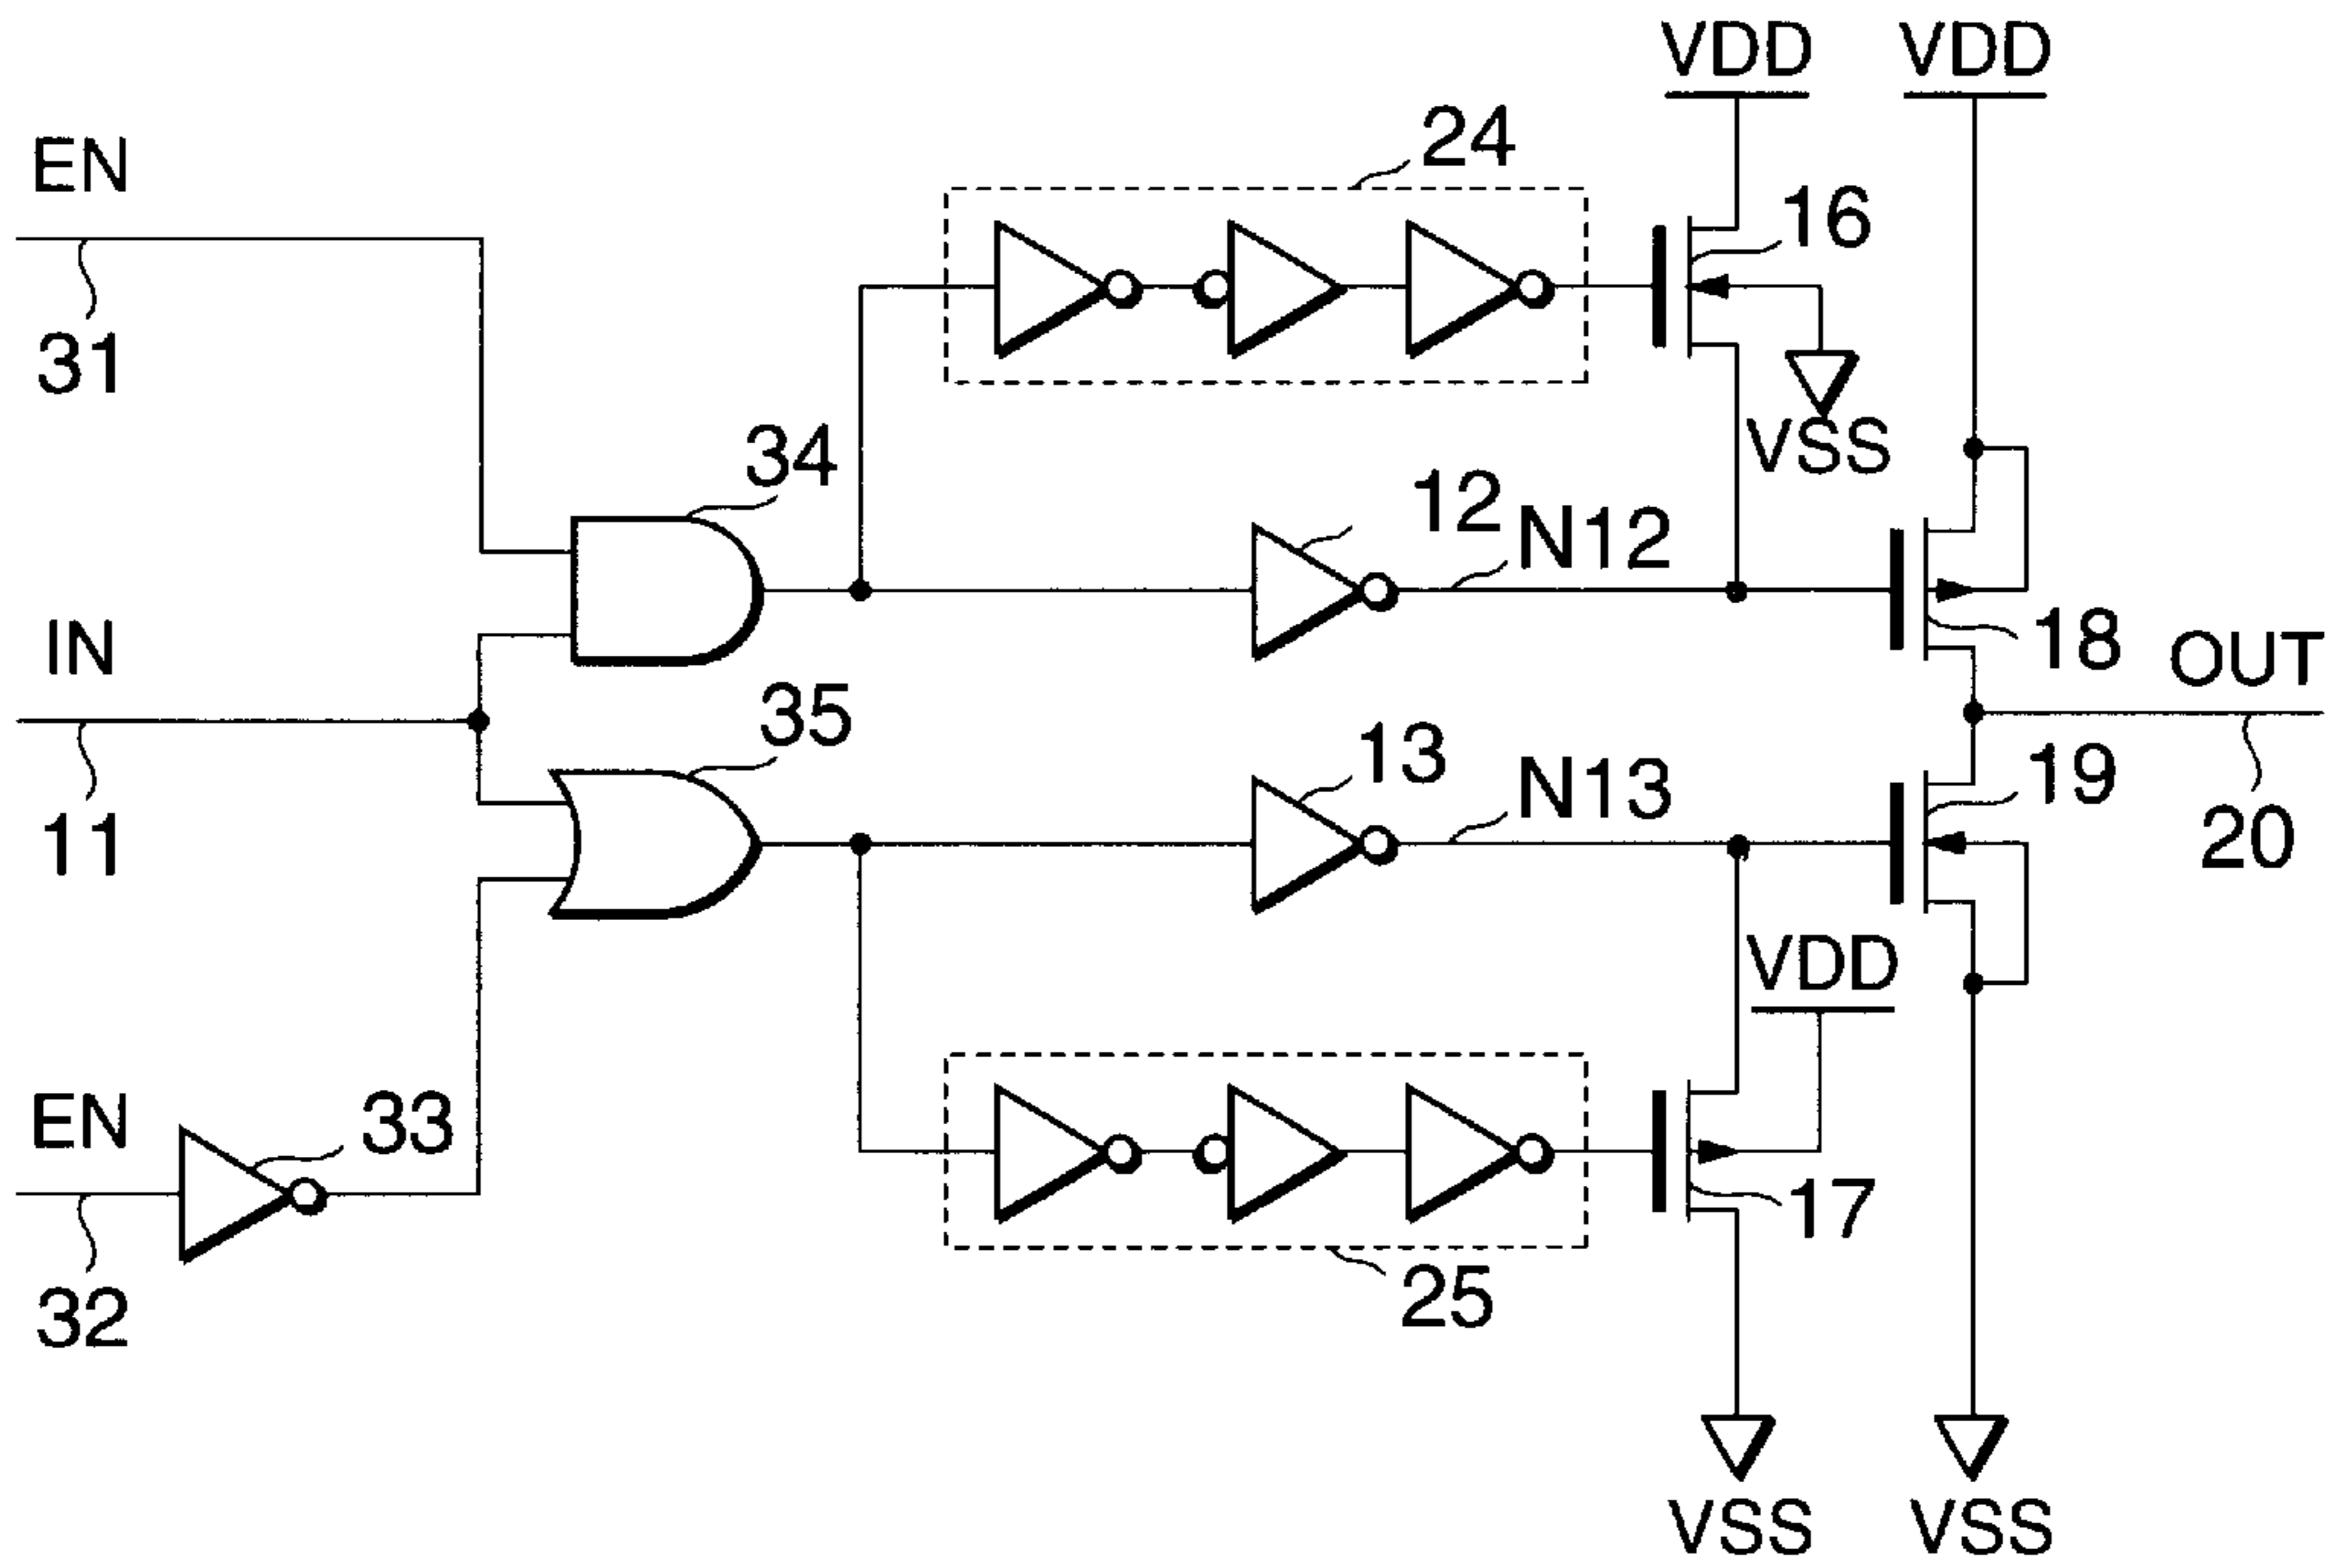 VDD VDD
24
EN
16
31
VSS
34
12 N12
IN
18
OUT
35
13 N13
19
11
20
VDD
EN 33
17
25
32
VSS VSS